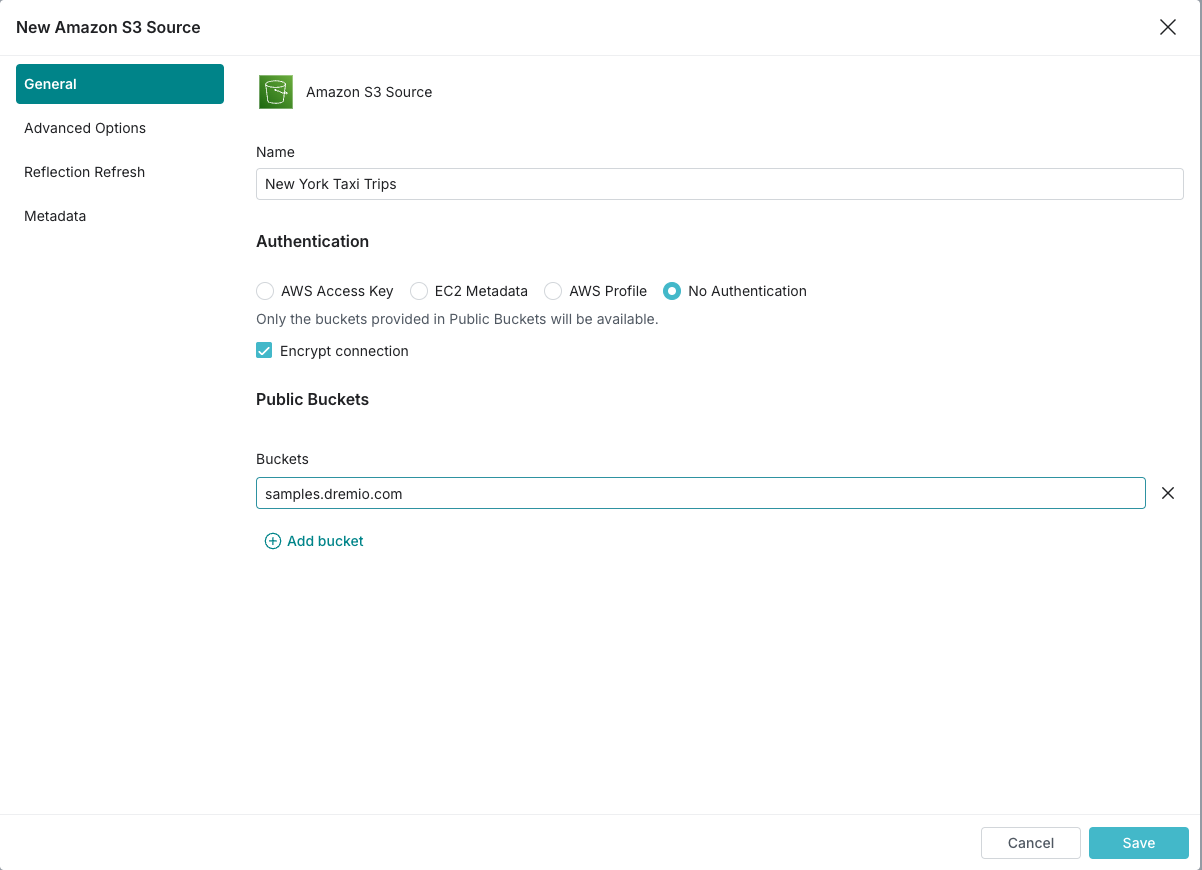 New Amazon S3 Source
General
Advanced Options
Reflection Refresh
Metadata
Amazon S3 Source
Name
New York Taxi Trips
Authentication
AWS Access Key EC2 Metadata AWS Profile No Authentication
Only the buckets provided in Public Buckets will be available.
Encrypt connection
Public Buckets
Buckets
samples.dremio.com
Add bucket
Cancel Save